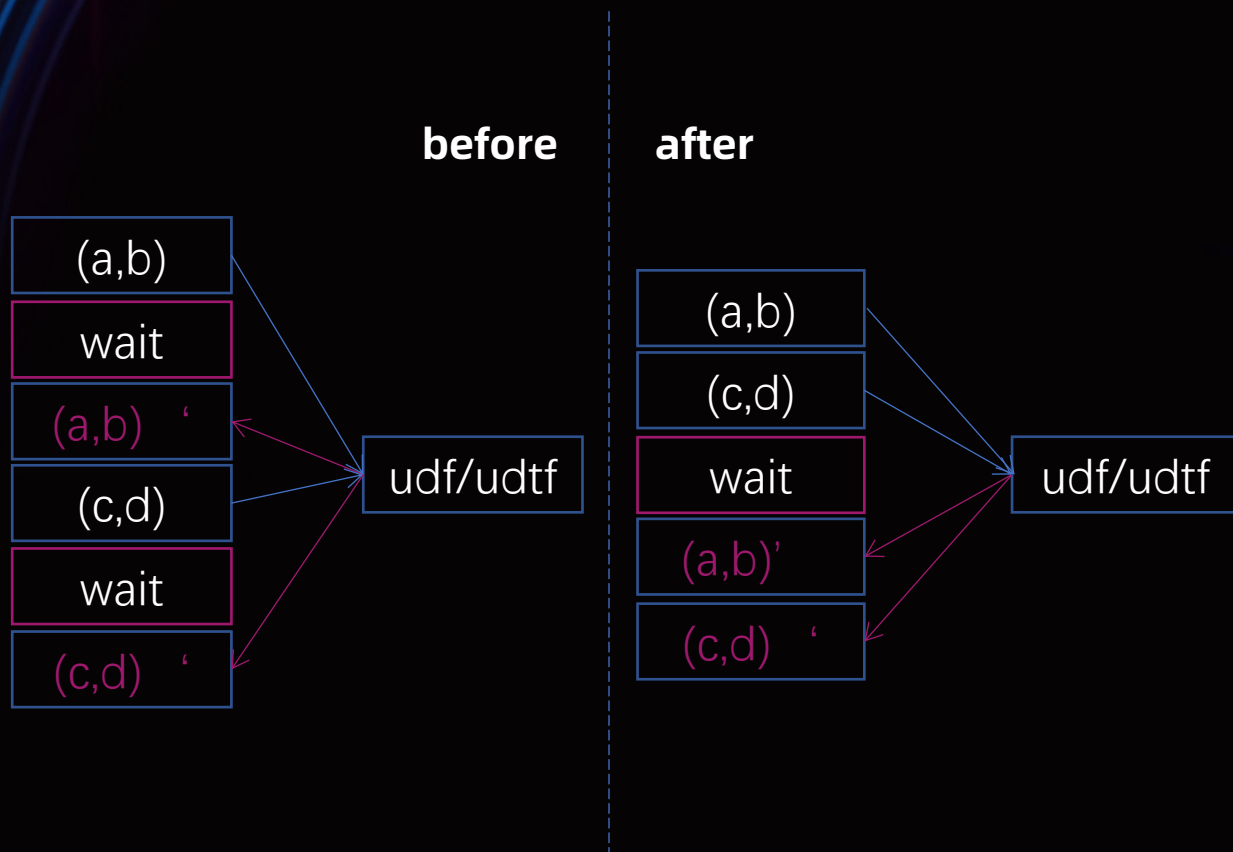 before
(a,b)
wait
(a,b) ‘
(c,d)
wait
(c,d) ‘
udf/udtf
after
(a,b)
(c,d)
wait
(a,b)’
(c,d) ‘
udf/udtf